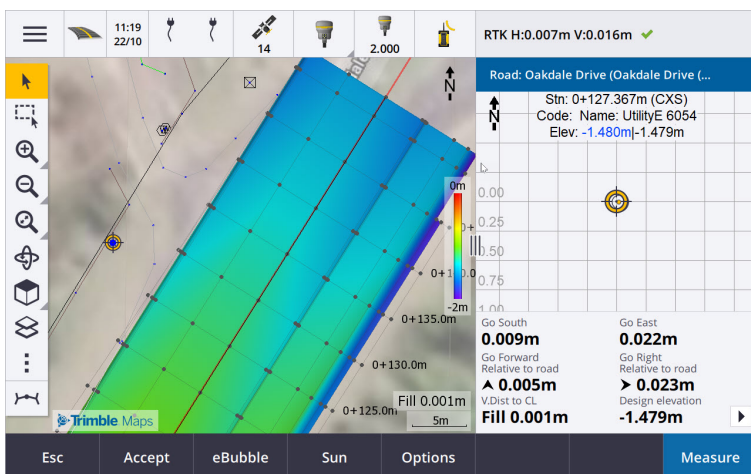 11:19
22/10
14
2.000
RTK H:0.007m V:0.016m
Road: Oakdale Drive (Oakdale Drive (...
N
N
Stn: 0+127.367m (CXS)
Code:  Name: UtilityE 6054
Elev: -1.480m|-1.479m
0m
-2m
0.00
0.25
0.50
0.75
1.00
0+135.0m
0+130.0m
0+125.0m
Fill 0.001m
5m
Trimble Maps
Go South
0.009m
Go East
0.022m
Go Forward
Relative to road
0.005m
Go Right
Relative to road
0.023m
V.Dist to CL
Fill 0.001m
Design elevation
-1.479m
Esc
Accept
eBubble
Sun
Options
Measure